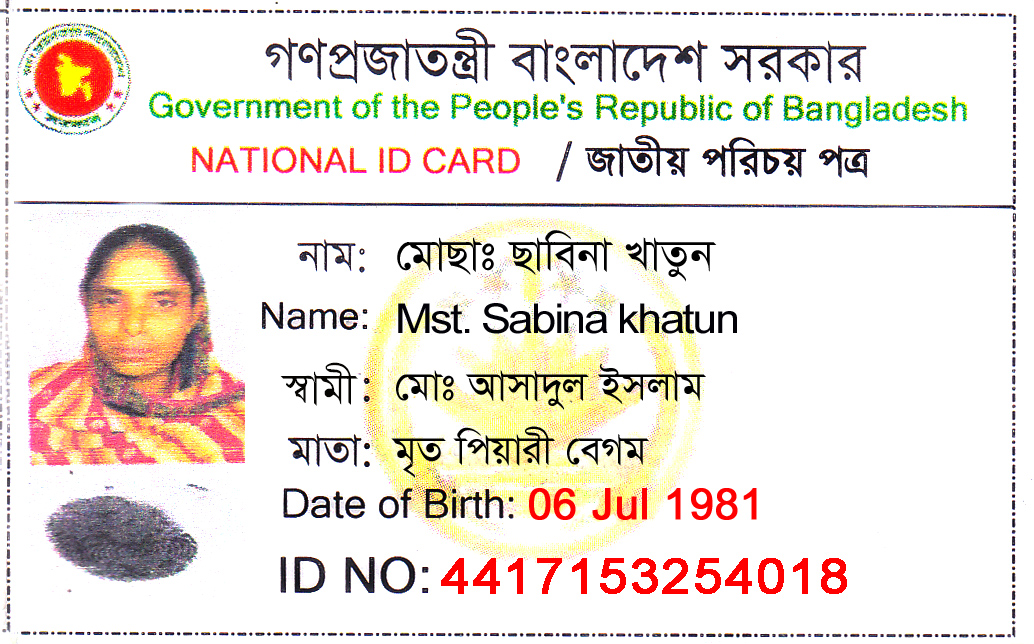 গণপ্রজাতন্ত্রী বাংলাদেশ সরকার
Government of the People's Republic of Bangladesh
NATIONAL ID CARD / জাতীয় পরিচয় পত্র
নাম: মোছাঃ ছাবিনা খাতুন
Name: Mst. Sabina khatun
স্বামী: মোঃ আসাদুল ইসলাম
মাতা: মৃত পিয়ারী বেগম
Date of Birth: 06 Jul 1981
ID NO: 4417153254018